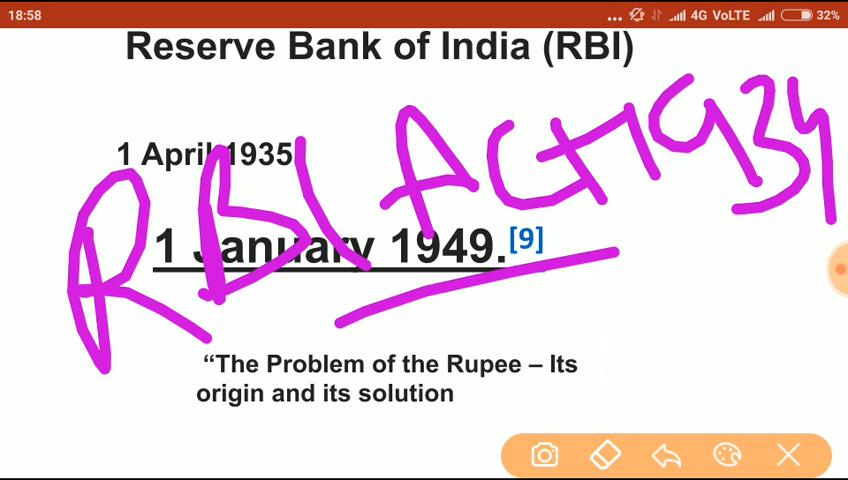 18:58 ... 4G VoLTE 32%
Reserve Bank of India (RBI)
RBI ACT 1934
1 April 1935
1 January 1949.[9]
“The Problem of the Rupee – Its
origin and its solution